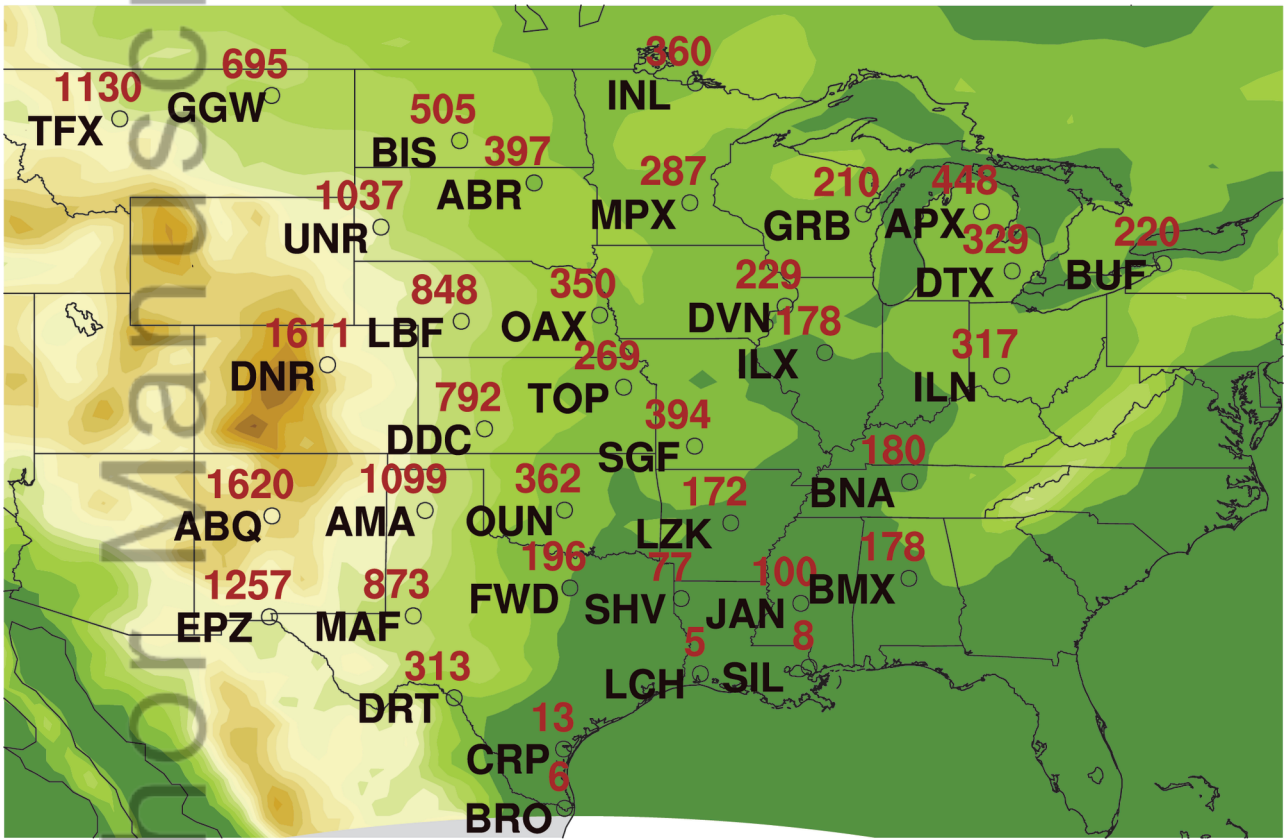 360
INL
695
GGW
1130
TFX
505
BIS
397
ABR
287
MPX
210
GRB
448
APX
1037
UNR
329
DTX
220
BUF
848
LBF
350
OAX
229
DVN
178
ILX
1611
DNR
317
ILN
269
TOP
792
DDC
394
SGF
180
BNA
1620
ABQ
1099
AMA
362
OUN
172
LZK
196
FWD
77
SHV
100
JAN
178
BMX
1257
EPZ
873
MAF
5
LCH
8
SIL
313
DRT
13
CRP
6
BRO
hor Manusc